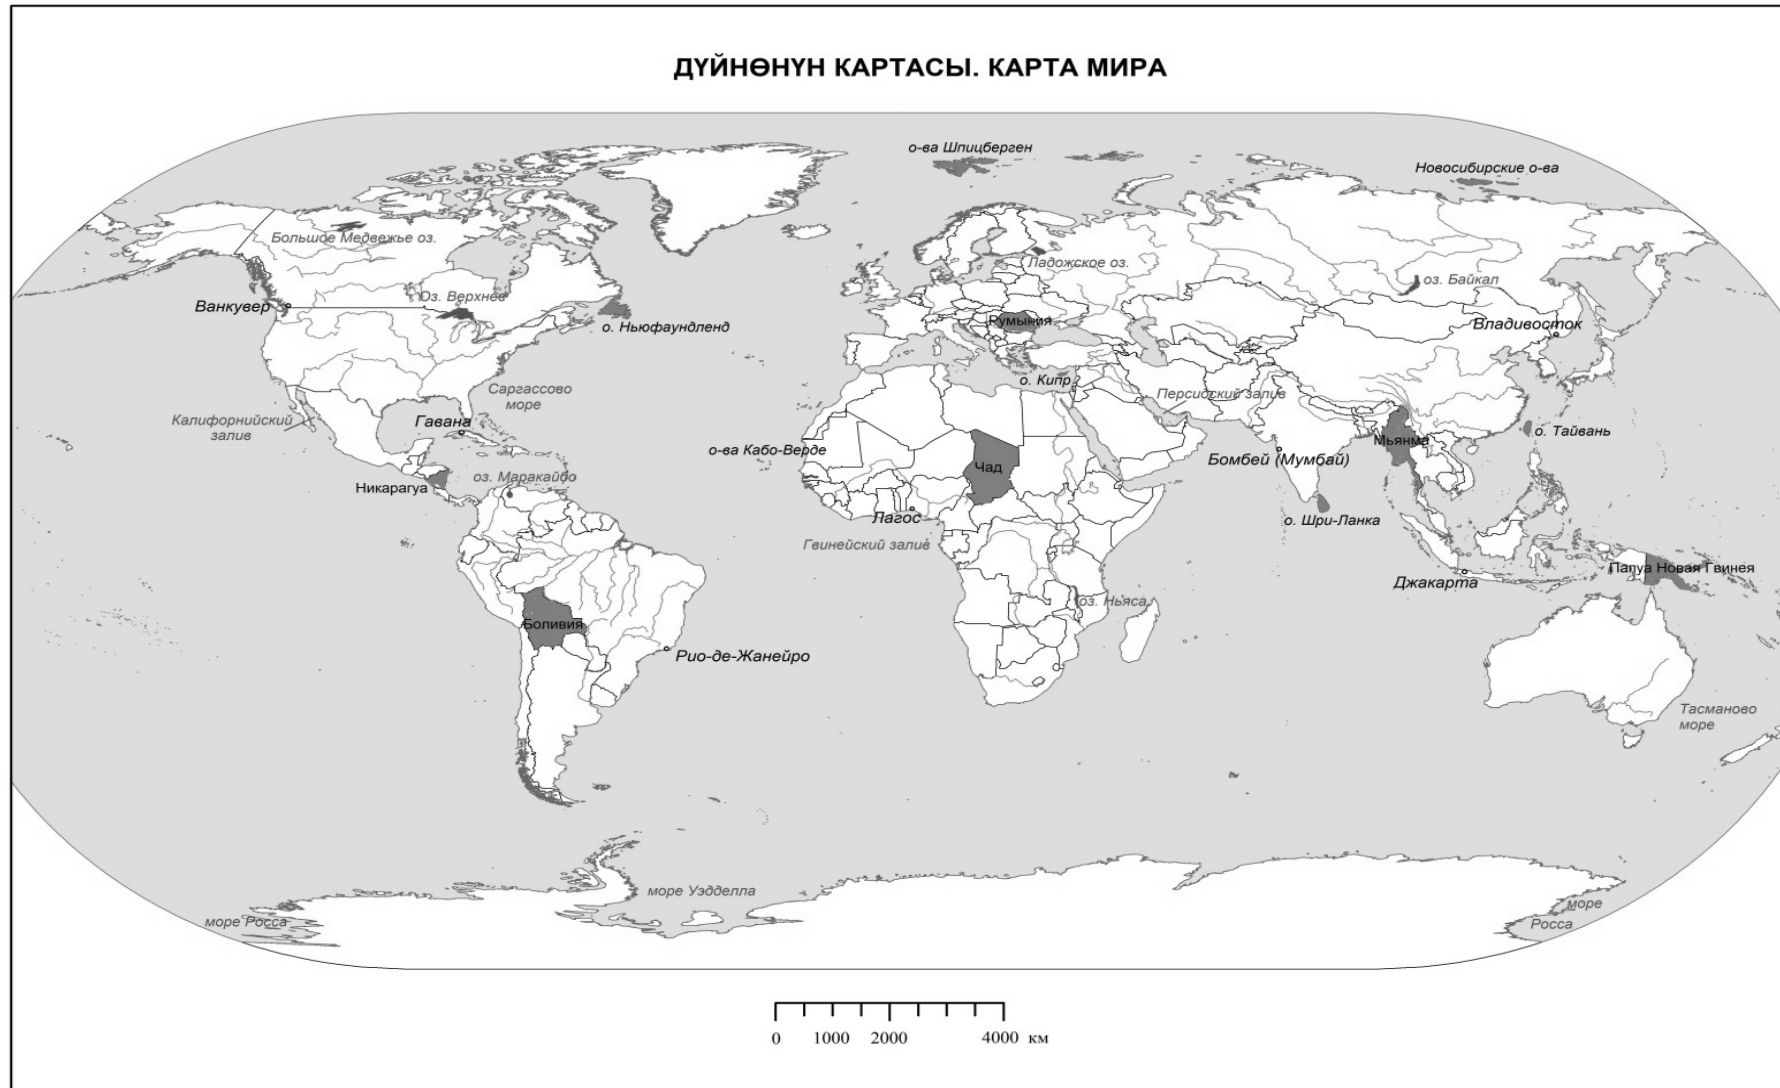 ДҮЙНӨНҮН КАРТАСЫ. КАРТА МИРА
о-ва Шпицберген
Новосибирские о-ва
Большое Медвежье оз.
Ладожское оз.
оз. Байкал
Ванкувер
Оз. Верхнее
о. Ньюфаундленд
Румыния
Владивосток
о. Кипр
Персидский залив
Саргассово
море
Калифорнийский
залив
Гавана
о-ва Кабо-Верде
Чад
Бомбей (Мумбай)
Мьянма
о. Тайвань
Никарагуа
оз. Маракайбо
Лагос
о. Шри-Ланка
Гвинейский залив
Джакарта
Папуа Новая Гвинея
оз. Ньяса
Боливия
Рио-де-Жанейро
Тасманово
море
море Уэдделла
море Росса
море
Росса
0 1000 2000 4000 км